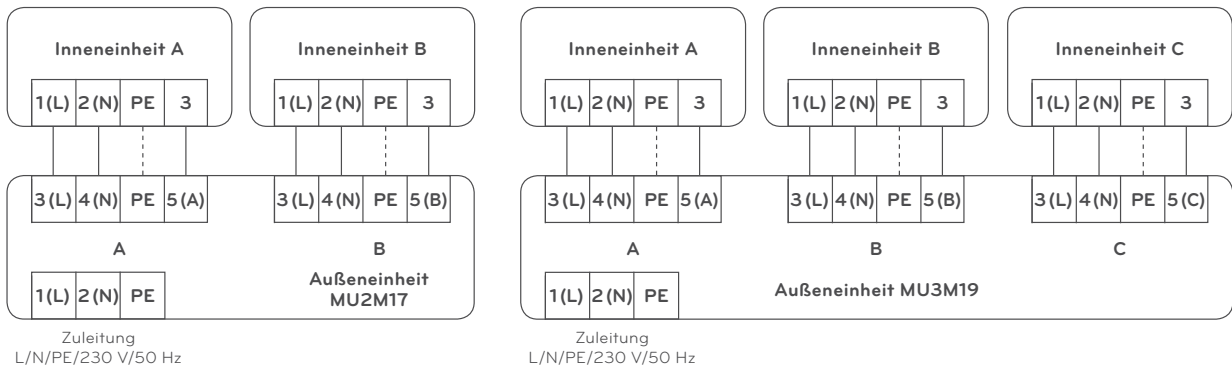 Inneneinheit A
Inneneinheit B
1(L) 2(N) PE 3
1(L) 2(N) PE 3
3(L) 4(N) PE 5(A)
3(L) 4(N) PE 5(B)
A
B
Außeneinheit
MU2M17
1(L) 2(N) PE
Zuleitung
L/N/PE/230 V/50 Hz
Inneneinheit A
Inneneinheit B
Inneneinheit C
1(L) 2(N) PE 3
1(L) 2(N) PE 3
1(L) 2(N) PE 3
3(L) 4(N) PE 5(A)
3(L) 4(N) PE 5(B)
3(L) 4(N) PE 5(C)
A
B
C
Außeneinheit MU3M19
1(L) 2(N) PE
Zuleitung
L/N/PE/230 V/50 Hz